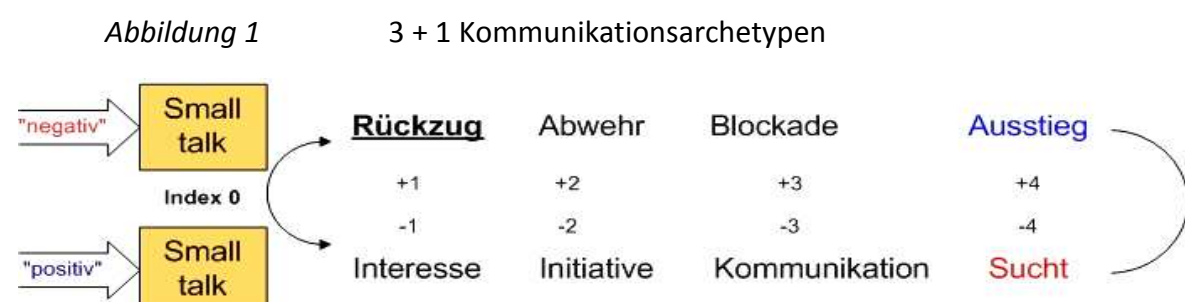 Abbildung 1 3 + 1 Kommunikationsarchetypen
"negativ" Small talk Rückzug Abwehr Blockade Ausstieg
Index 0
+1 +2 +3 +4
-1 -2 -3 -4
"positiv" Small talk Interesse Initiative Kommunikation Sucht